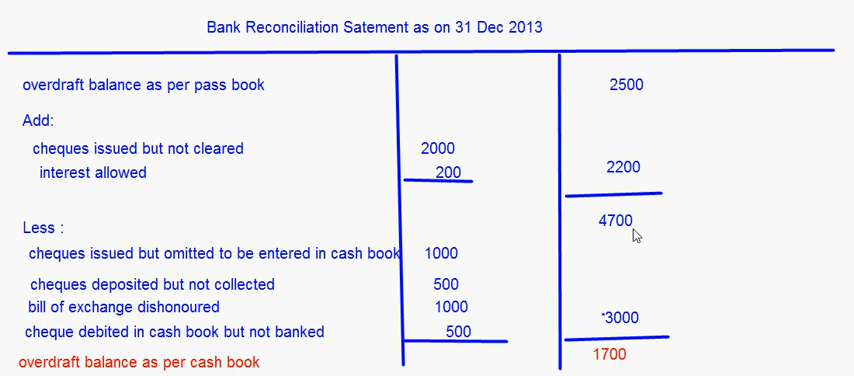 Bank Reconciliation Satement as on 31 Dec 2013
overdraft balance as per pass book 2500
Add:
cheques issued but not cleared 2000
interest allowed 200 2200
4700
Less :
cheques issued but omitted to be entered in cash book 1000
cheques deposited but not collected 500
bill of exchange dishonoured 1000
cheque debited in cash book but not banked 500 3000
overdraft balance as per cash book 1700